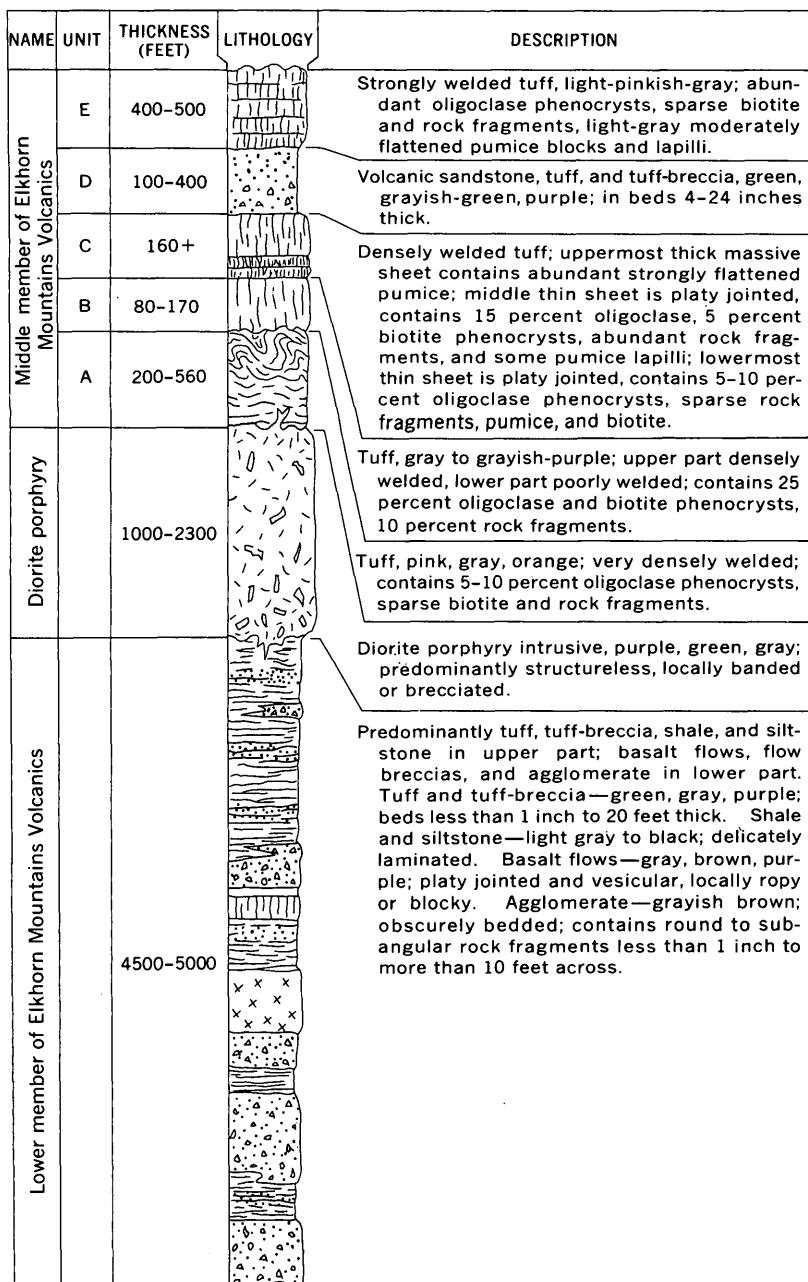 NAME UNIT THICKNESS (FEET) LITHOLOGY DESCRIPTION
Middle member of Elkhorn
Mountains Volcanics
E 400-500
Strongly welded tuff, light-pinkish-gray; abun-
dant oligoclase phenocrysts, sparse biotite
and rock fragments, light-gray moderately
flattened pumice blocks and lapilli.
D 100-400
Volcanic sandstone, tuff, and tuff-breccia, green,
grayish-green, purple; in beds 4-24 inches
thick.
C 160+
Densely welded tuff; uppermost thick massive
sheet contains abundant strongly flattened
pumice; middle thin sheet is platy jointed,
contains 15 percent oligoclase, 5 percent
biotite phenocrysts, abundant rock frag-
ments, and some pumice lapilli; lowermost
thin sheet is platy jointed, contains 5-10 per-
cent oligoclase phenocrysts, sparse rock
fragments, pumice, and biotite.
B 80-170
Tuff, gray to grayish-purple; upper part densely
welded, lower part poorly welded; contains 25
percent oligoclase and biotite phenocrysts,
10 percent rock fragments.
A 200-560
Tuff, pink, gray, orange; very densely welded;
contains 5-10 percent oligoclase phenocrysts,
sparse biotite and rock fragments.
Diorite porphyry
1000-2300
Diorite porphyry intrusive, purple, green, gray;
predominantly structureless, locally banded
or brecciated.
Lower member of Elkhorn Mountains Volcanics
4500-5000
Predominantly tuff, tuff-breccia, shale, and silt-
stone in upper part; basalt flows, flow
breccias, and agglomerate in lower part.
Tuff and tuff-breccia—green, gray, purple;
beds less than 1 inch to 20 feet thick. Shale
and siltstone—light gray to black; delicately
laminated. Basalt flows—gray, brown, pur-
ple; platy jointed and vesicular, locally ropy
or blocky. Agglomerate—grayish brown;
obscurely bedded; contains round to sub-
angular rock fragments less than 1 inch to
more than 10 feet across.